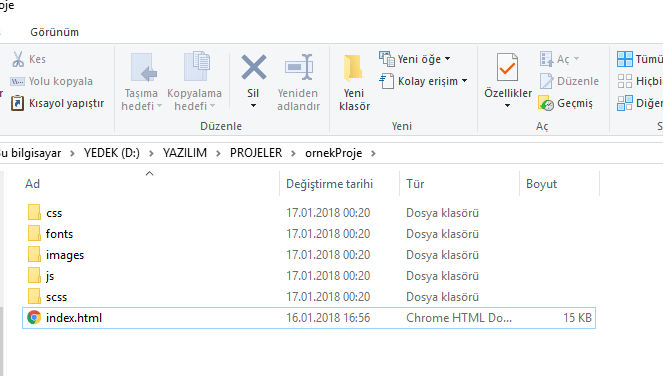 oje
Görünüm
Kes
Yolu kopyala
Kısayol yapıştır
Taşıma hedefi
Kopyalama hedefi
Sil
Yeniden adlandır
Düzenle
Yeni klasör
Yeni öğe
Kolay erişim
Yeni
Özellikler
Aç
Düzenle
Geçmiş
Aç
Tümü
Hiçbi
Diğer
S
Bu bilgisayar > YEDEK (D:) > YAZILIM > PROJELER > ornekProje >
Ad Değiştirme tarihi Tür Boyut
css 17.01.2018 00:20 Dosya klasörü
fonts 17.01.2018 00:20 Dosya klasörü
images 17.01.2018 00:20 Dosya klasörü
js 17.01.2018 00:20 Dosya klasörü
scss 17.01.2018 00:20 Dosya klasörü
index.html 16.01.2018 16:56 Chrome HTML Do... 15 KB